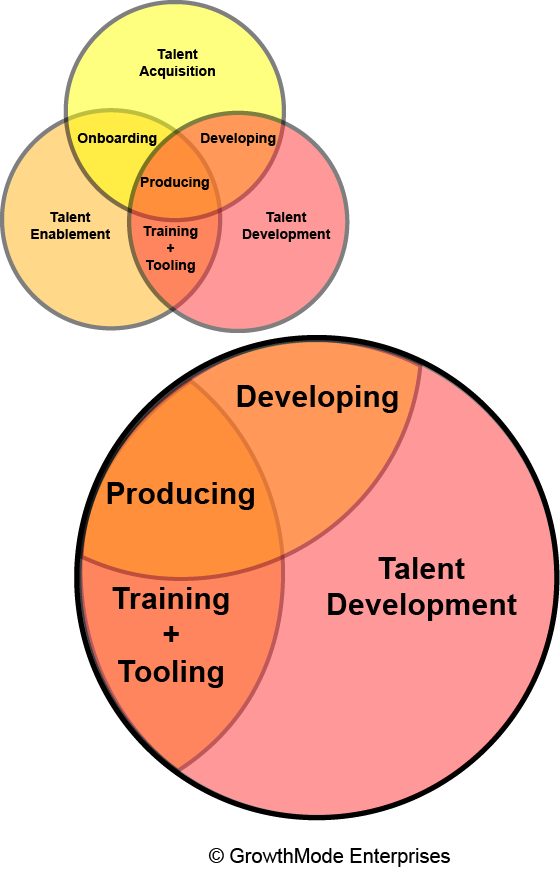 Talent
Acquisition
Onboarding
Developing
Producing
Talent
Enablement
Training
+
Tooling
Talent
Development
Developing
Producing
Training
+
Tooling
Talent
Development
© GrowthMode Enterprises